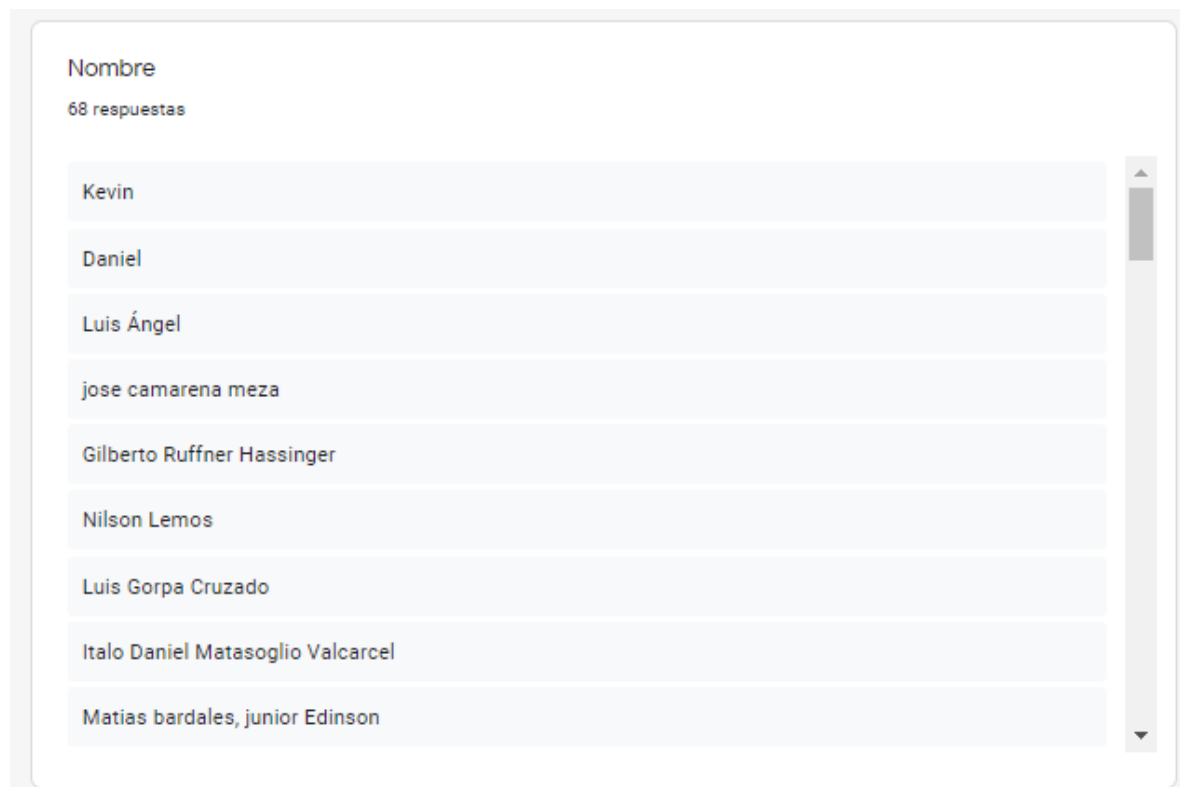 Nombre
68 respuestas
Kevin
Daniel
Luis Ángel
jose camarena meza
Gilberto Ruffner Hassinger
Nilson Lemos
Luis Gorpa Cruzado
Italo Daniel Matasoglio Valcarcel
Matias bardales, junior Edinson